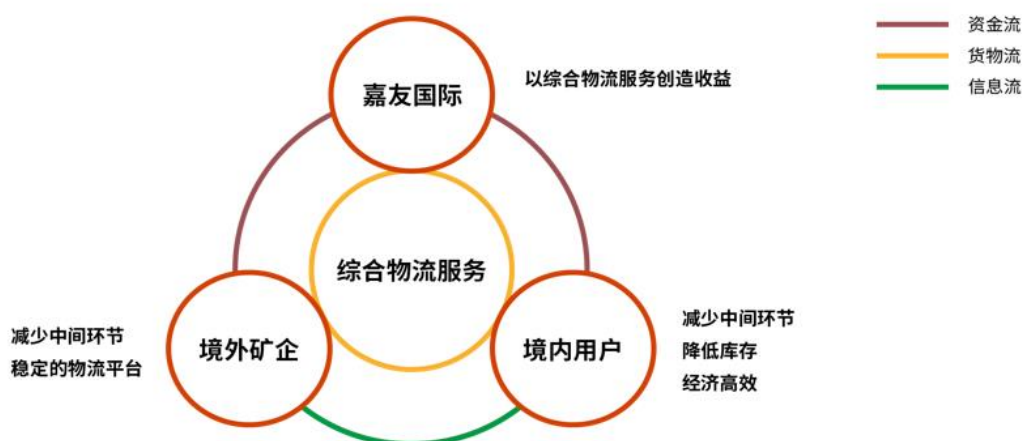 资金流
货物流
信息流
嘉友国际
以综合物流服务创造收益
综合物流服务
境外矿企
减少中间环节
稳定的物流平台
境内用户
减少中间环节
降低库存
经济高效